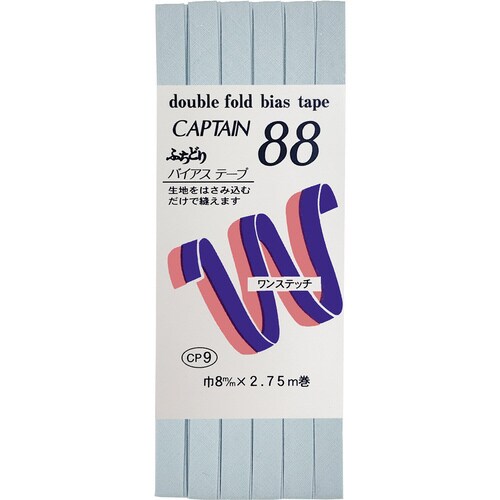 double fold bias tape
CAPTAIN 88
ふちどり
バイアス テープ
生地をはさみ込む
だけで縫えます
ワンステッチ
CP9
巾8m/m×2.75m巻